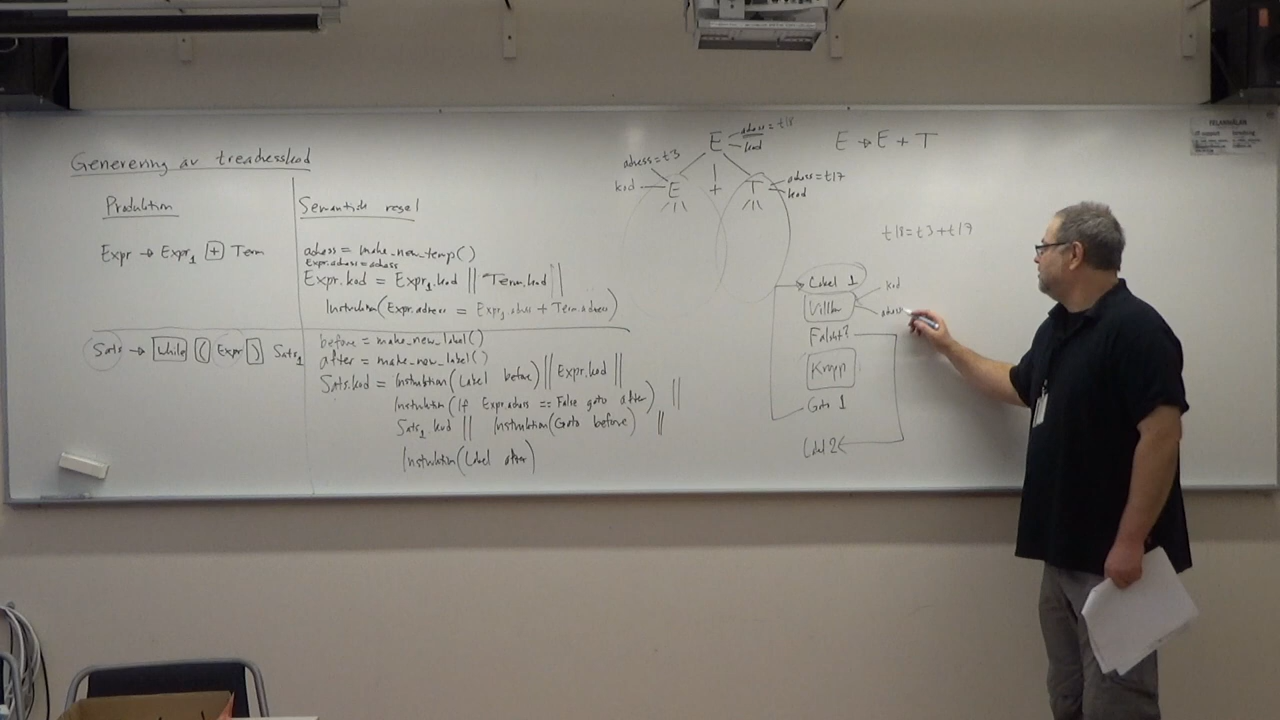 Generering av treadresskod
Produktion
Semantisk regel
Expr → Expr₁ + Term
adress = make_new_temp()
Expr.adress = adress
Expr.kod = Expr₁.kod || Term.kod ||
Instruktion(Expr.adress = Expr₁.adress + Term.adress)
Sats → While ( Expr ) Sats₁
before = make_new_label()
after = make_new_label()
Sats.kod = Instruktion(Label before) || Expr.kod ||
Instruktion(If Expr.adress == False goto after) ||
Sats₁.kod || Instruktion(Goto before) ||
Instruktion(Label after)
E
adress = t18
kod
adress = t3
kod
E
+
T
adress = t17
kod
E → E + T
t18 = t3 + t17
Label 1
Villkor
kod
adress
Falskt?
Kropp
Goto 1
Label 2
FELANMÄLAN